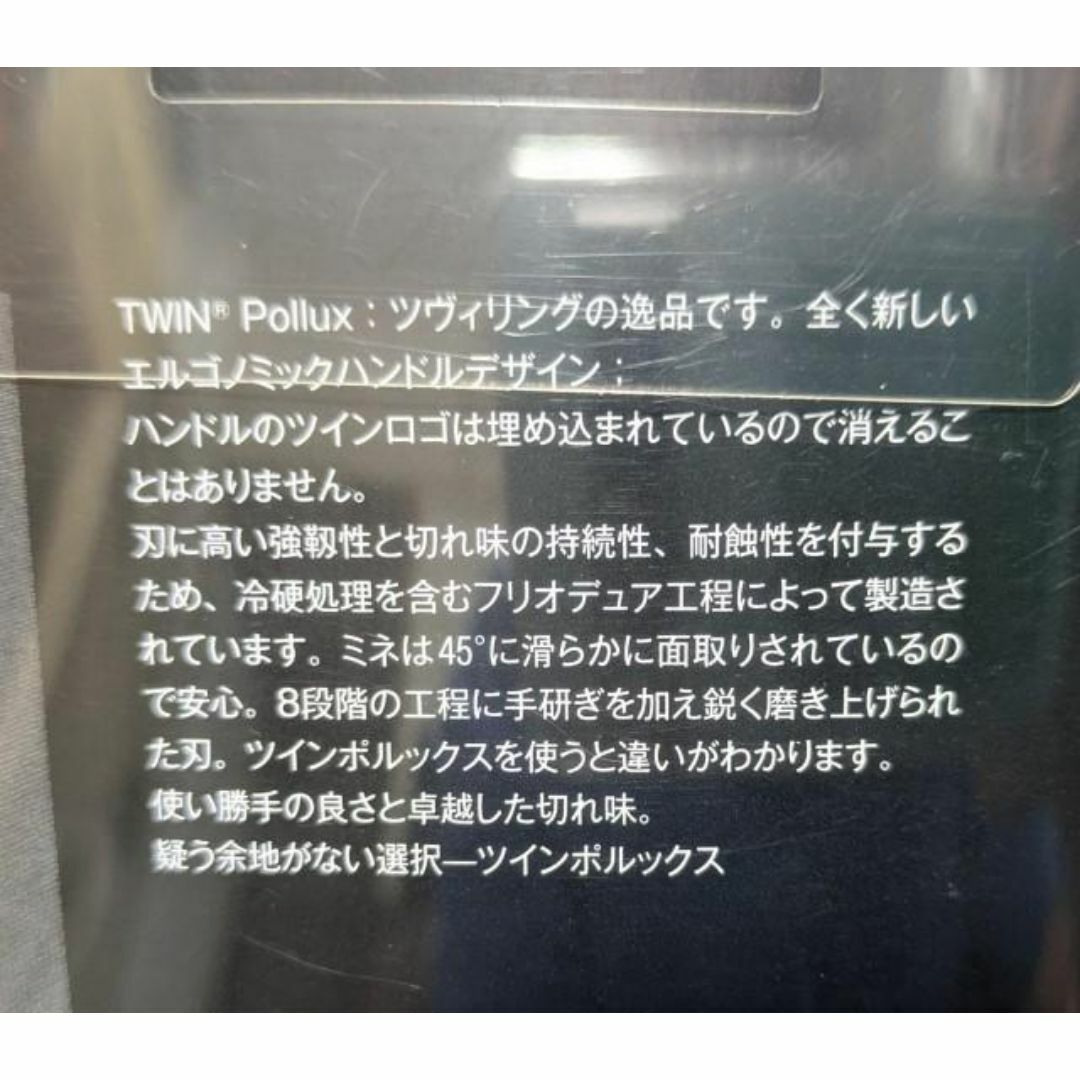 TWIN® Pollux：ツヴィリングの逸品です。全く新しい
エルゴノミックハンドルデザイン；
ハンドルのツインロゴは埋め込まれているので消えるこ
とはありません。
刃に高い強靱性と切れ味の持続性、耐蝕性を付与する
ため、冷硬処理を含むフリオデュア工程によって製造さ
れています。ミネは45°に滑らかに面取りされているの
で安心。8段階の工程に手研ぎを加え鋭く磨き上げられ
た刃。ツインポルックスを使うと違いがわかります。
使い勝手の良さと卓越した切れ味。
疑う余地がない選択―ツインポルックス